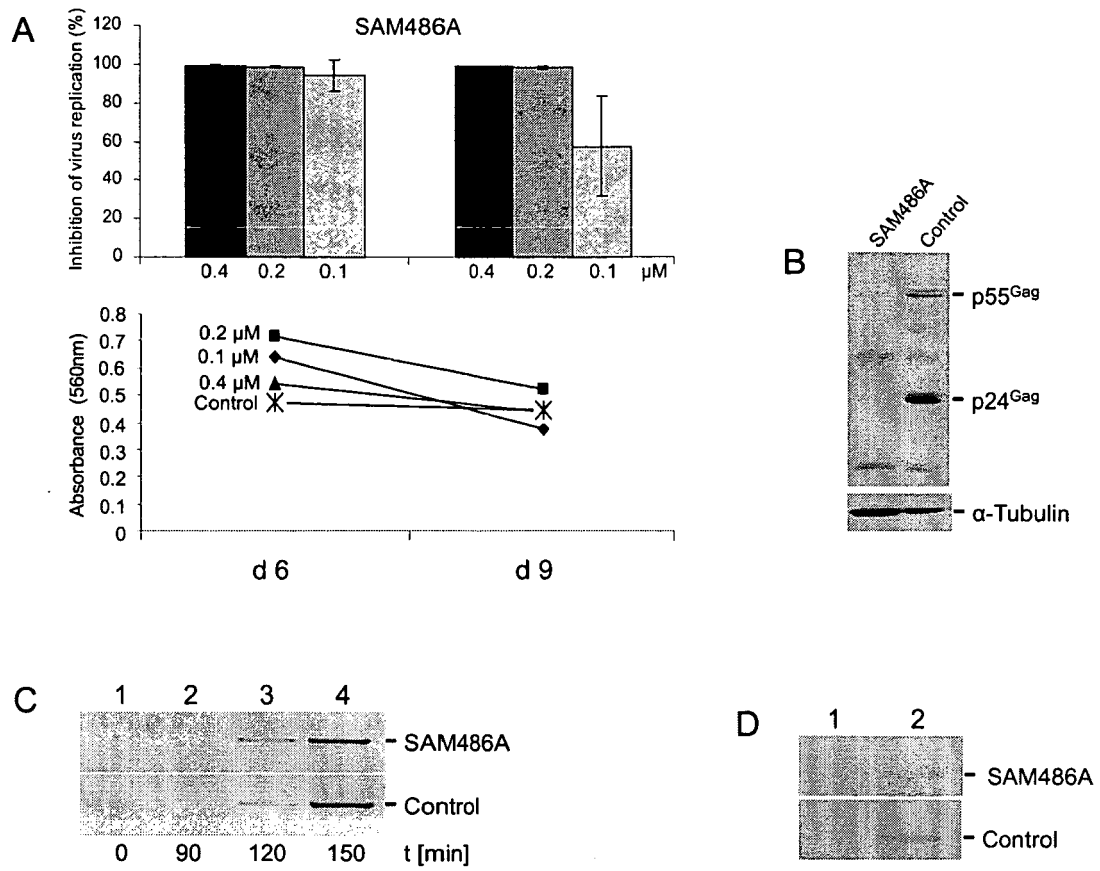 A
SAM486A
Inhibition of virus replication (%)
120
100
80
60
40
20
0
0.4 0.2 0.1 0.4 0.2 0.1 µM
Absorbance (560nm)
0.8
0.7
0.6
0.5
0.4
0.3
0.2
0.1
0
0.2 µM
0.1 µM
0.4 µM
Control
d 6 d 9
B
SAM486A
Control
p55Gag
p24Gag
α-Tubulin
C
1 2 3 4
SAM486A
Control
0 90 120 150 t [min]
D
1 2
SAM486A
Control